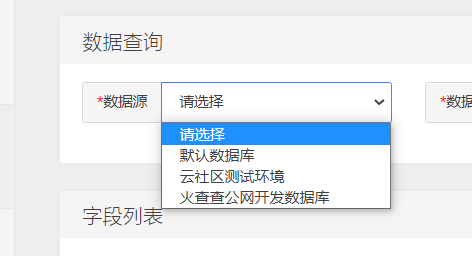 数据查询
*数据源 请选择 *数据
请选择
默认数据库
云社区测试环境
火查查公网开发数据库
字段列表